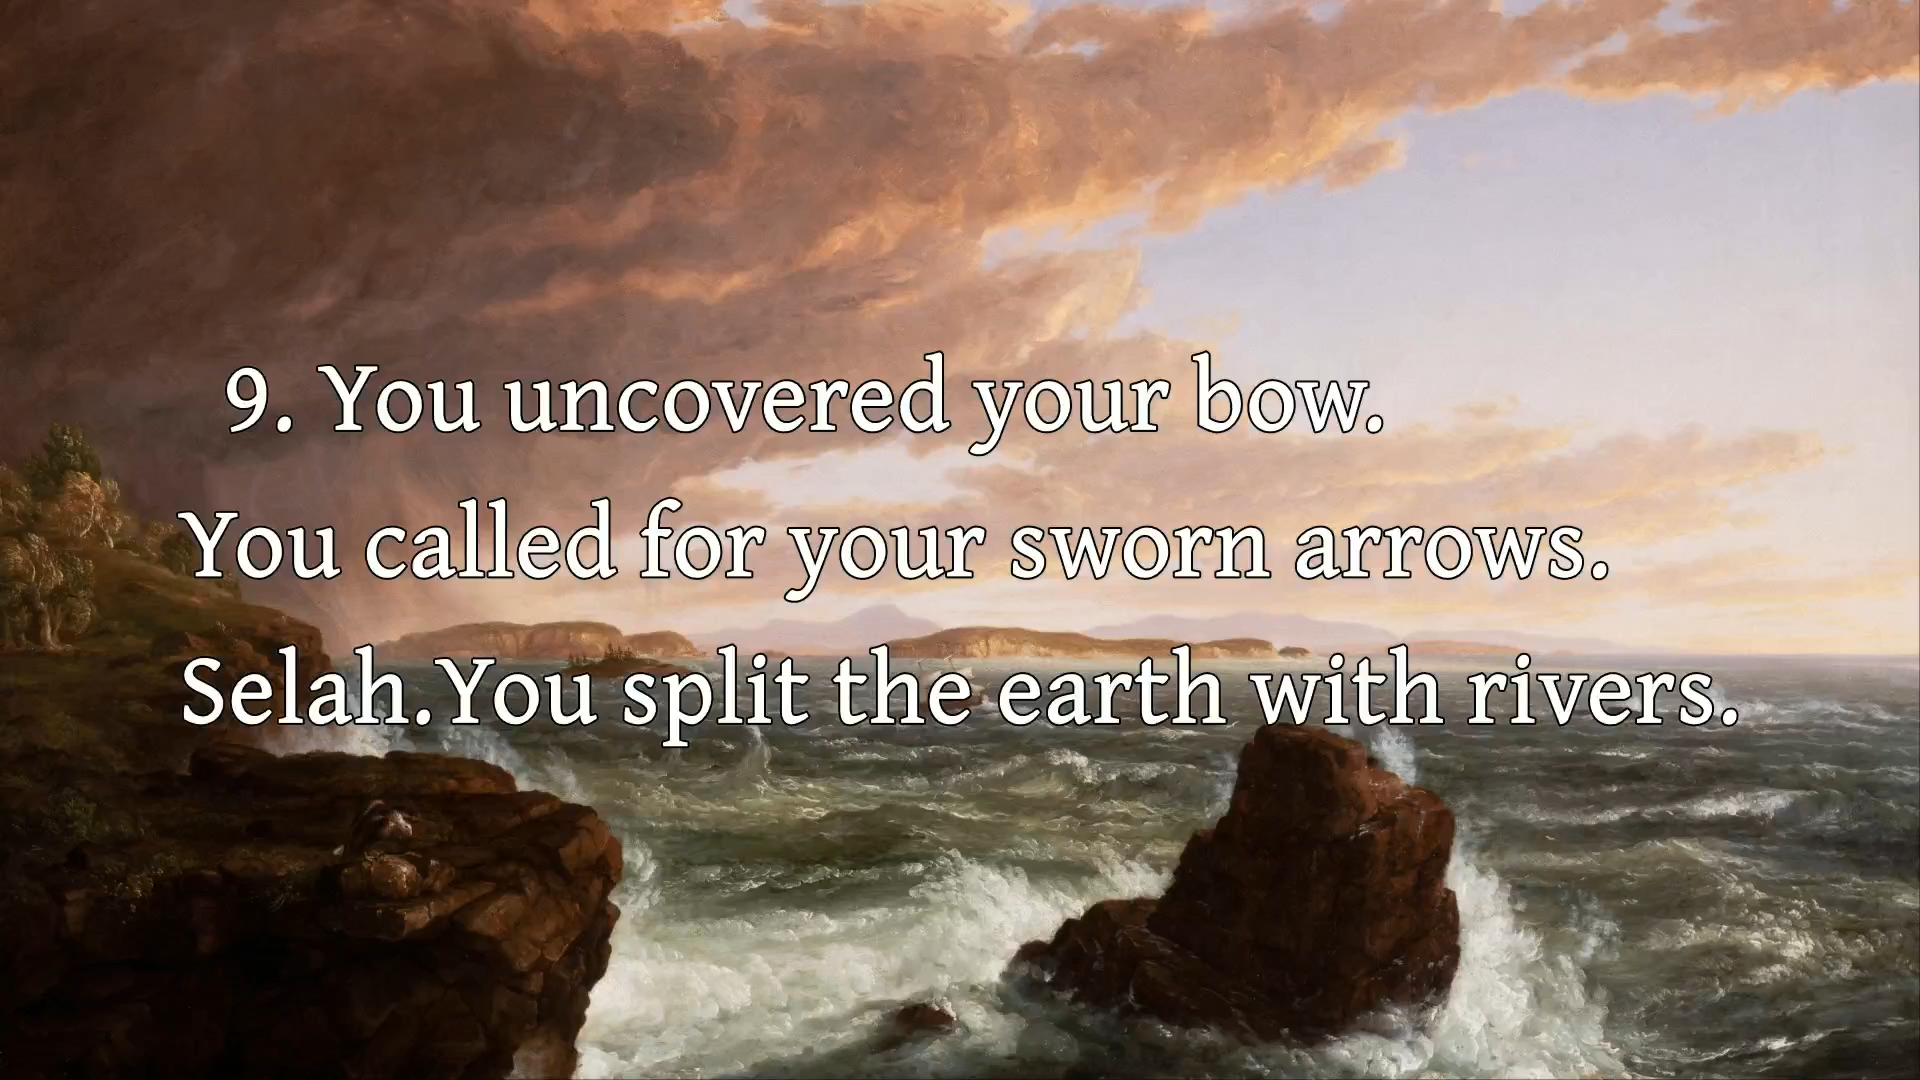 9. You uncovered your bow.
You called for your sworn arrows.
Selah.You split the earth with rivers.